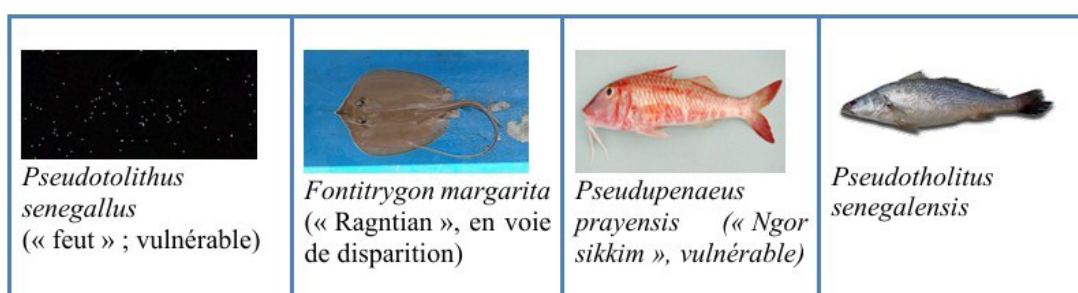 Pseudotolithus
senegallus
(« feut » ; vulnérable)
Fontitrygon margarita
(« Ragntian », en voie
de disparition)
Pseudupenaeus
prayensis (« Ngor
sikkim », vulnérable)
Pseudotholitus
senegalensis